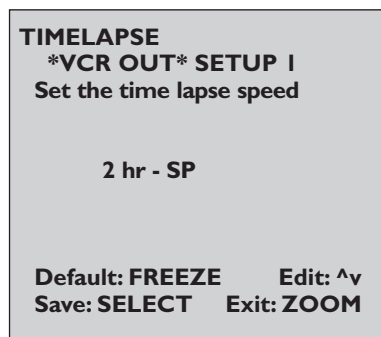 TIMELAPSE
*VCR OUT* SETUP 1
Set the time lapse speed
2 hr - SP
Default: FREEZE Edit: ^v
Save: SELECT Exit: ZOOM